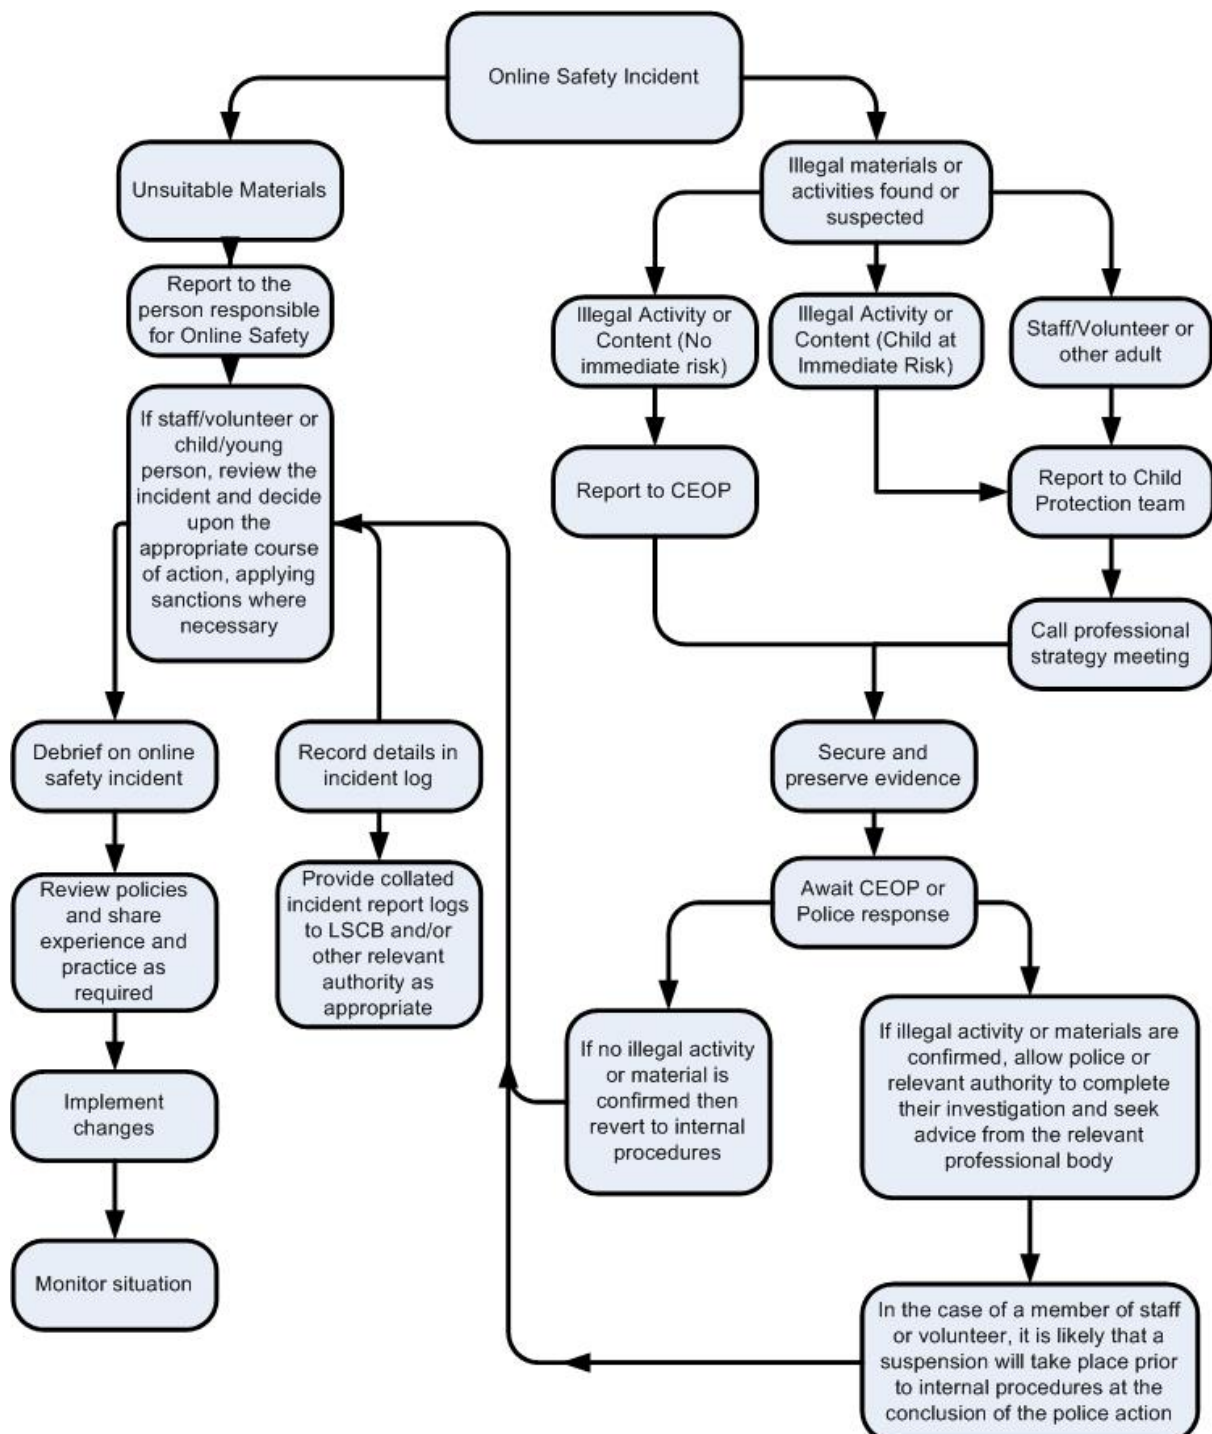 Online Safety Incident
Unsuitable Materials
Report to the
person responsible
for Online Safety
If staff/volunteer or
child/young
person, review the
incident and decide
upon the
appropriate course
of action, applying
sanctions where
necessary
Debrief on online
safety incident
Review policies
and share
experience and
practice as
required
Implement
changes
Monitor situation
Record details in
incident log
Provide collated
incident report logs
to LSCB and/or
other relevant
authority as
appropriate
Illegal materials or
activities found or
suspected
Illegal Activity or
Content (No
immediate risk)
Illegal Activity or
Content (Child at
Immediate Risk)
Staff/Volunteer or
other adult
Report to CEOP
Report to Child
Protection team
Call professional
strategy meeting
Secure and
preserve evidence
Await CEOP or
Police response
If no illegal activity
or material is
confirmed then
revert to internal
procedures
If illegal activity or materials are
confirmed, allow police or
relevant authority to complete
their investigation and seek
advice from the relevant
professional body
In the case of a member of staff
or volunteer, it is likely that a
suspension will take place prior
to internal procedures at the
conclusion of the police action